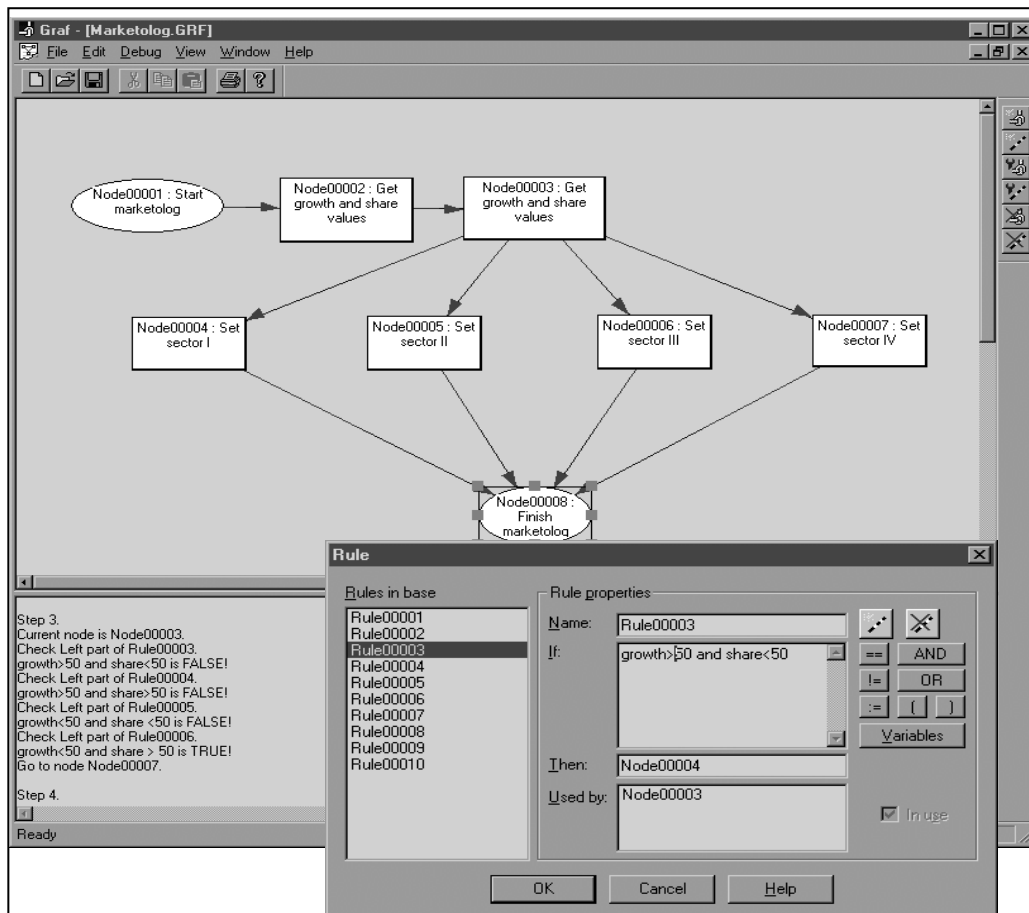 Graf - [Marketolog.GRF]
File Edit Debug View Window Help
Node00001 : Start
marketolog
Node00002 : Get
growth and share
values
Node00003 : Get
growth and share
values
Node00004 : Set
sector I
Node00005 : Set
sector II
Node00006 : Set
sector III
Node00007 : Set
sector IV
Node00008 :
Finish
marketolog
Step 3.
Current node is Node00003.
Check Left part of Rule00003.
growth>50 and share<50 is FALSE!
Check Left part of Rule00004.
growth>50 and share>50 is FALSE!
Check Left part of Rule00005.
growth<50 and share <50 is FALSE!
Check Left part of Rule00006.
growth<50 and share > 50 is TRUE!
Go to node Node00007.
Step 4.
Ready
Rule
Rules in base
Rule00001
Rule00002
Rule00003
Rule00004
Rule00005
Rule00006
Rule00007
Rule00008
Rule00009
Rule00010
Rule properties
Name: Rule00003
If: growth>50 and share<50
== AND
!= OR
:= ( )
Variables
Then: Node00004
Used by: Node00003
In use
OK Cancel Help